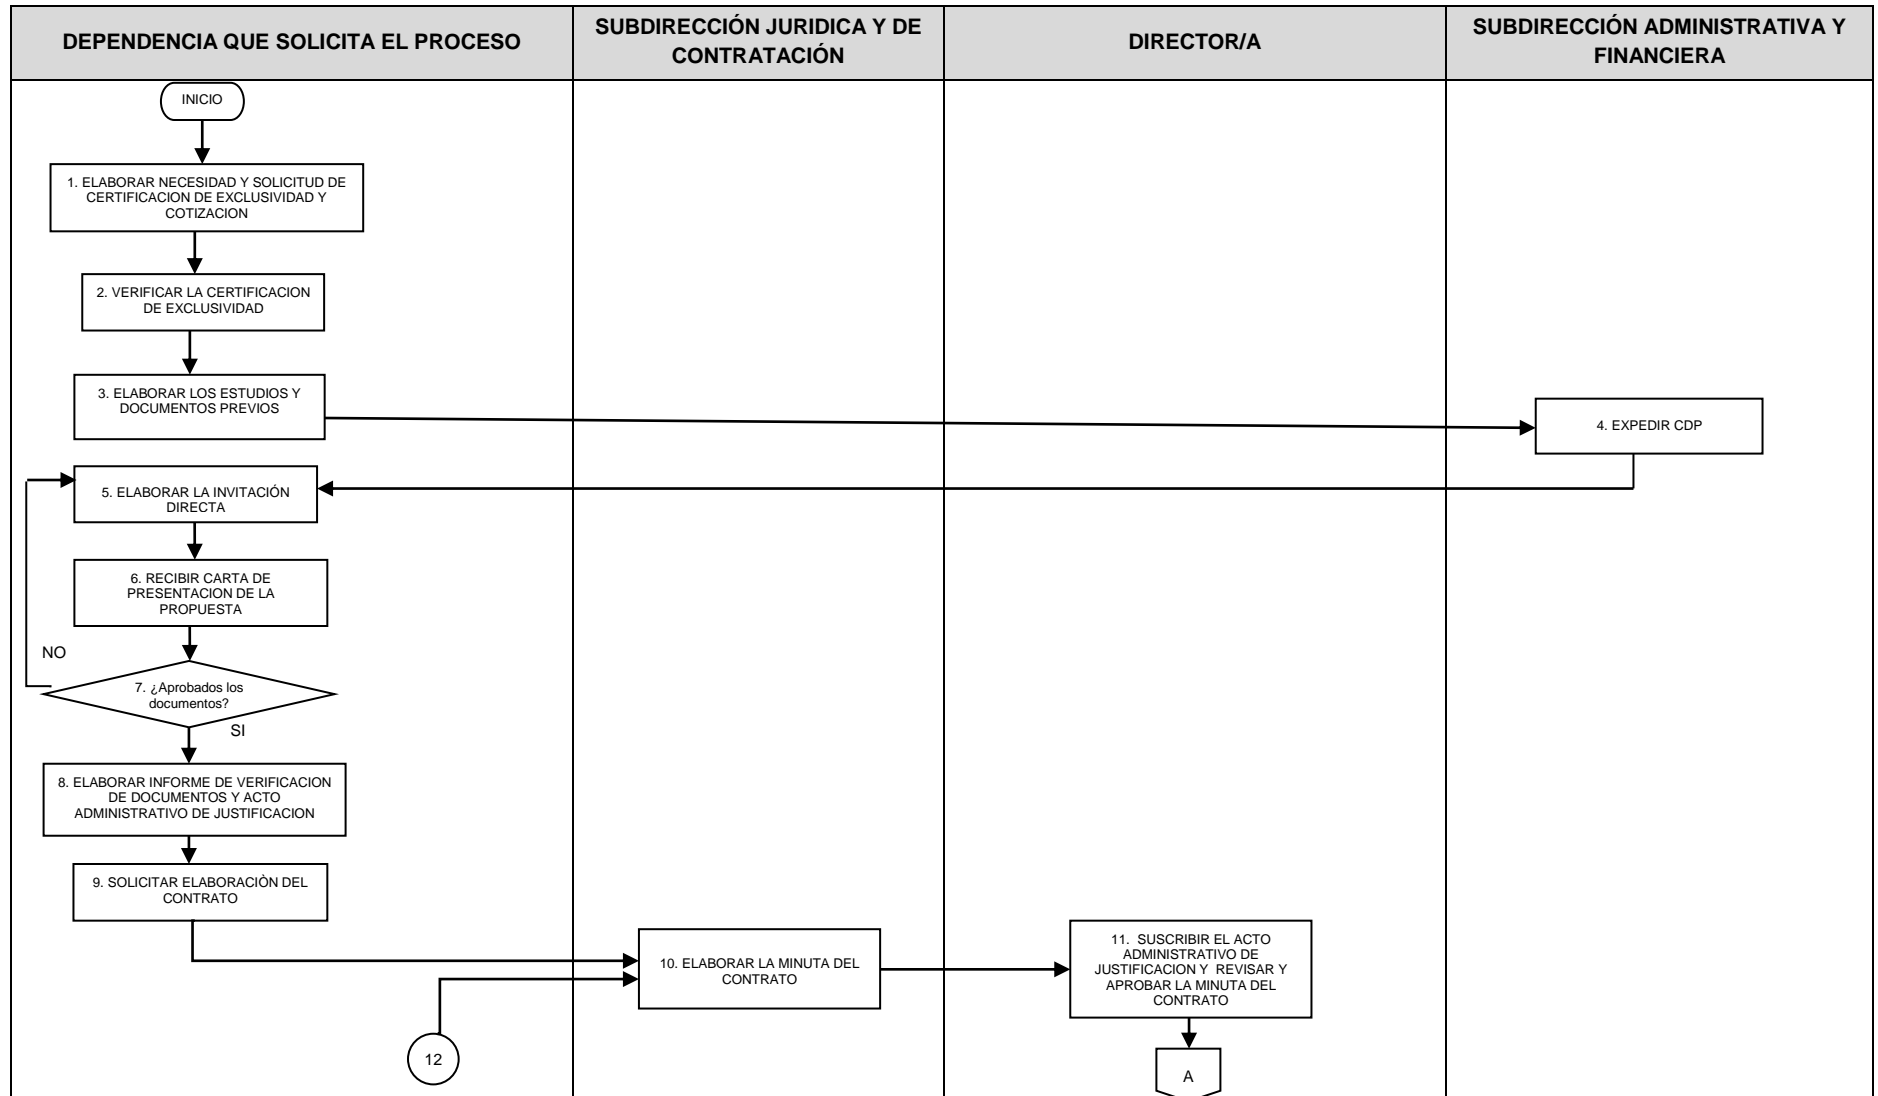 DEPENDENCIA QUE SOLICITA EL PROCESO
SUBDIRECCIÓN JURIDICA Y DE
CONTRATACIÓN
DIRECTOR/A
SUBDIRECCIÓN ADMINISTRATIVA Y
FINANCIERA
INICIO
1. ELABORAR NECESIDAD Y SOLICITUD DE
CERTIFICACION DE EXCLUSIVIDAD Y
COTIZACION
2. VERIFICAR LA CERTIFICACION
DE EXCLUSIVIDAD
3. ELABORAR LOS ESTUDIOS Y
DOCUMENTOS PREVIOS
4. EXPEDIR CDP
5. ELABORAR LA INVITACIÓN
DIRECTA
6. RECIBIR CARTA DE
PRESENTACION DE LA
PROPUESTA
NO
7. ¿Aprobados los
documentos?
SI
8. ELABORAR INFORME DE VERIFICACION
DE DOCUMENTOS Y ACTO
ADMINISTRATIVO DE JUSTIFICACION
9. SOLICITAR ELABORACIÒN DEL
CONTRATO
10. ELABORAR LA MINUTA DEL
CONTRATO
11. SUSCRIBIR EL ACTO
ADMINISTRATIVO DE
JUSTIFICACION Y REVISAR Y
APROBAR LA MINUTA DEL
CONTRATO
12
A